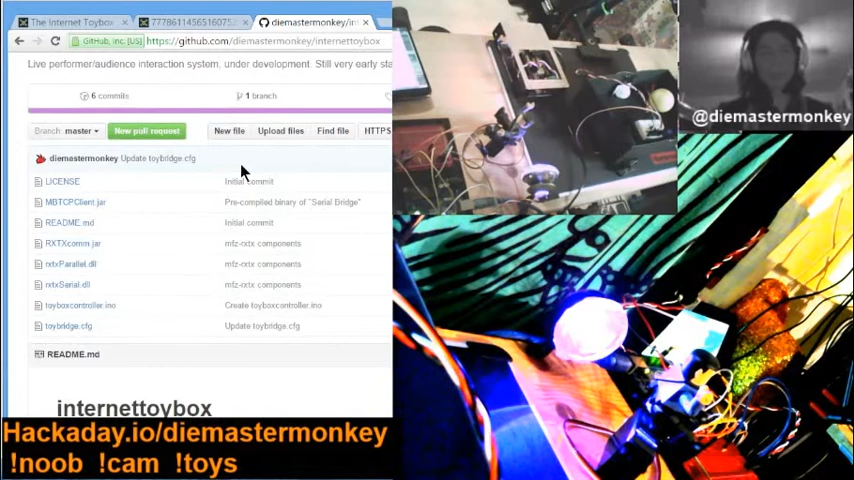 The Internet Toybox
7778611456516075.
diemastermonkey/in
GitHub, Inc. [US]
https://github.com/diemastermonkey/internettoybox
Live performer/audience interaction system, under development. Still very early sta
6 commits
1 branch
Branch: master
New pull request
New file
Upload files
Find file
HTTPS
diemastermonkey Update toybridge.cfg
LICENSE Initial commit
MBTCPClient.jar Pre-compiled binary of "Serial Bridge"
README.md Initial commit
RXTXcomm.jar mfz-rxtx components
rxtxParallel.dll mfz-rxtx components
rxtxSerial.dll mfz-rxtx components
toyboxcontroller.ino Create toyboxcontroller.ino
toybridge.cfg Update toybridge.cfg
README.md
internettoybox
Hackaday.io/diemastermonkey
!noob !cam !toys
@diemastermonkey